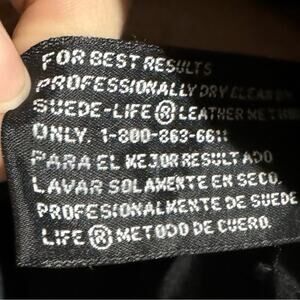 FOR BEST RESULTS
PROFESSIONALLY DRY CLEAN BY
SUEDE-LIFE ® LEATHER METHOD
ONLY. 1-800-863-6611
PARA EL MEJOR RESULTADO
LAVAR SOLAMENTE EN SECO,
PROFESIONALMENTE DE SUEDE
LIFE ® METODO DE CUERO.